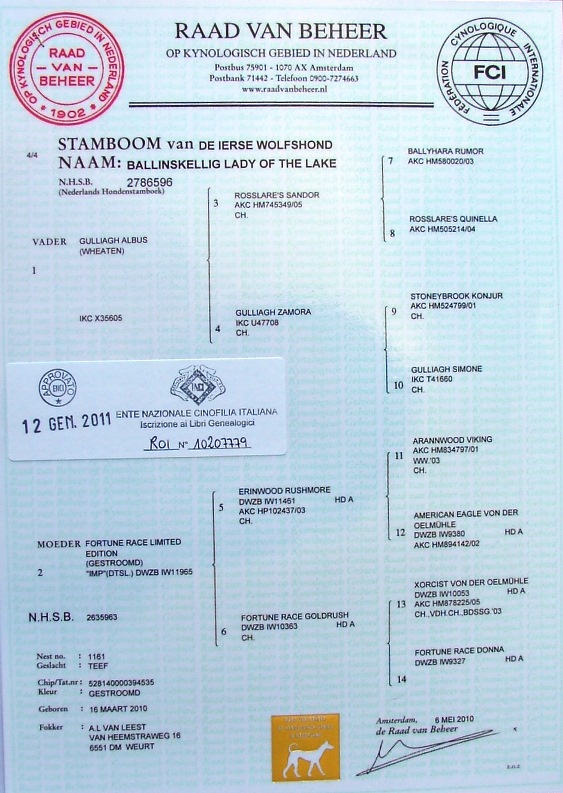 RAAD VAN BEHEER
OP KYNOLOGISCH GEBIED IN NEDERLAND
Postbus 75901 - 1070 AX Amsterdam
Postbank 71442 - Telefoon 0900-7274663
www.raadvanbeheer.nl
OP KYNOLOGISCH GEBIED IN NEDERLAND
RAAD
- VAN -
BEHEER
1902
FÉDÉRATION CYNOLOGIQUE INTERNATIONALE
FCI
4/4
STAMBOOM van DE IERSE WOLFSHOND
NAAM: BALLINSKELLIG LADY OF THE LAKE
N.H.S.B. 2786596
(Nederlands Hondenstamboek)
VADER GULLIAGH ALBUS
(WHEATEN)
1
IKC X35605
3 ROSSLARE'S SANDOR
AKC HM745349/05
CH.
4 GULLIAGH ZAMORA
IKC U47708
CH.
7 BALLYHARA RUMOR
AKC HM580020/03
8 ROSSLARE'S QUINELLA
AKC HM505214/04
9 STONEYBROOK KONJUR
AKC HM524799/01
CH.
10 GULLIAGH SIMONE
IKC T41660
CH.
APPROVATO
12 GEN. 2011
ENCI
ENTE NAZIONALE CINOFILIA ITALIANA
Iscrizione ai Libri Genealogici
ROI N° 10207779
MOEDER FORTUNE RACE LIMITED
EDITION
(GESTROOMD)
2 "IMP"(DTSL.) DWZB IW11965
N.H.S.B. 2635963
5 ERINWOOD RUSHMORE
DWZB IW11461 HD A
AKC HP102437/03
CH.
6 FORTUNE RACE GOLDRUSH
DWZB IW10363 HD A
CH.
11 ARANNWOOD VIKING
AKC HM834797/01
WW.'03
CH.
12 AMERICAN EAGLE VON DER
OELMÜHLE
DWZB IW9380 HD A
AKC HM894142/02
13 XORCIST VON DER OELMÜHLE
DWZB IW10053 HD A
AKC HM878225/05
CH.,VDH.CH.,BDSSG.'03
14 FORTUNE RACE DONNA
DWZB IW9327 HD A
Nest no. : 1161
Geslacht : TEEF
Chip/Tat.nr : 528140000394535
Kleur : GESTROOMD
Geboren : 16 MAART 2010
Fokker : A.L VAN LEEST
VAN HEEMSTRAWEG 16
6551 DM WEURT
Amsterdam, 6 MEI 2010
de Raad van Beheer